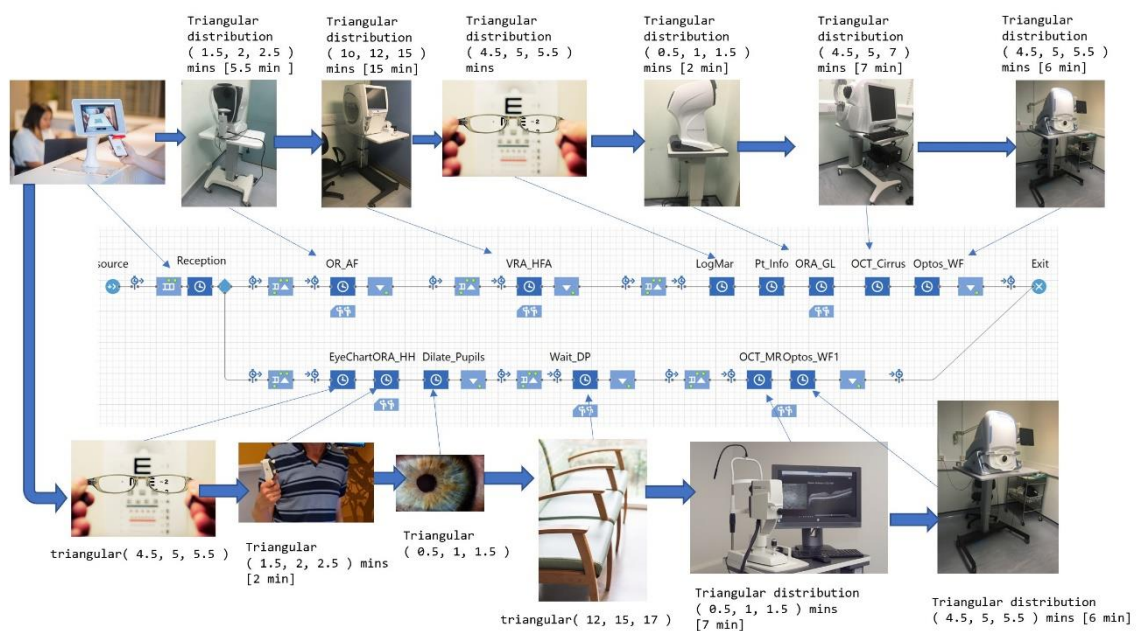 Triangular
distribution
( 1.5, 2, 2.5 )
mins [5.5 min ]
Triangular
distribution
( 1o, 12, 15 )
mins [15 min]
Triangular
distribution
( 4.5, 5, 5.5 )
mins
Triangular
distribution
( 0.5, 1, 1.5 )
mins [2 min]
Triangular
distribution
( 4.5, 5, 7 )
mins [7 min]
Triangular
distribution
( 4.5, 5, 5.5 )
mins [6 min]
E
source
Reception
OR_AF
VRA_HFA
LogMar
Pt_Info
ORA_GL
OCT_Cirrus
Optos_WF
Exit
EyeChart
ORA_HH
Dilate_Pupils
Wait_DP
OCT_MR
Optos_WF1
E
triangular( 4.5, 5, 5.5 )
Triangular
( 1.5, 2, 2.5 ) mins
[2 min]
Triangular
( 0.5, 1, 1.5 )
triangular( 12, 15, 17 )
Triangular distribution
( 0.5, 1, 1.5 ) mins
[7 min]
Triangular distribution
( 4.5, 5, 5.5 ) mins [6 min]